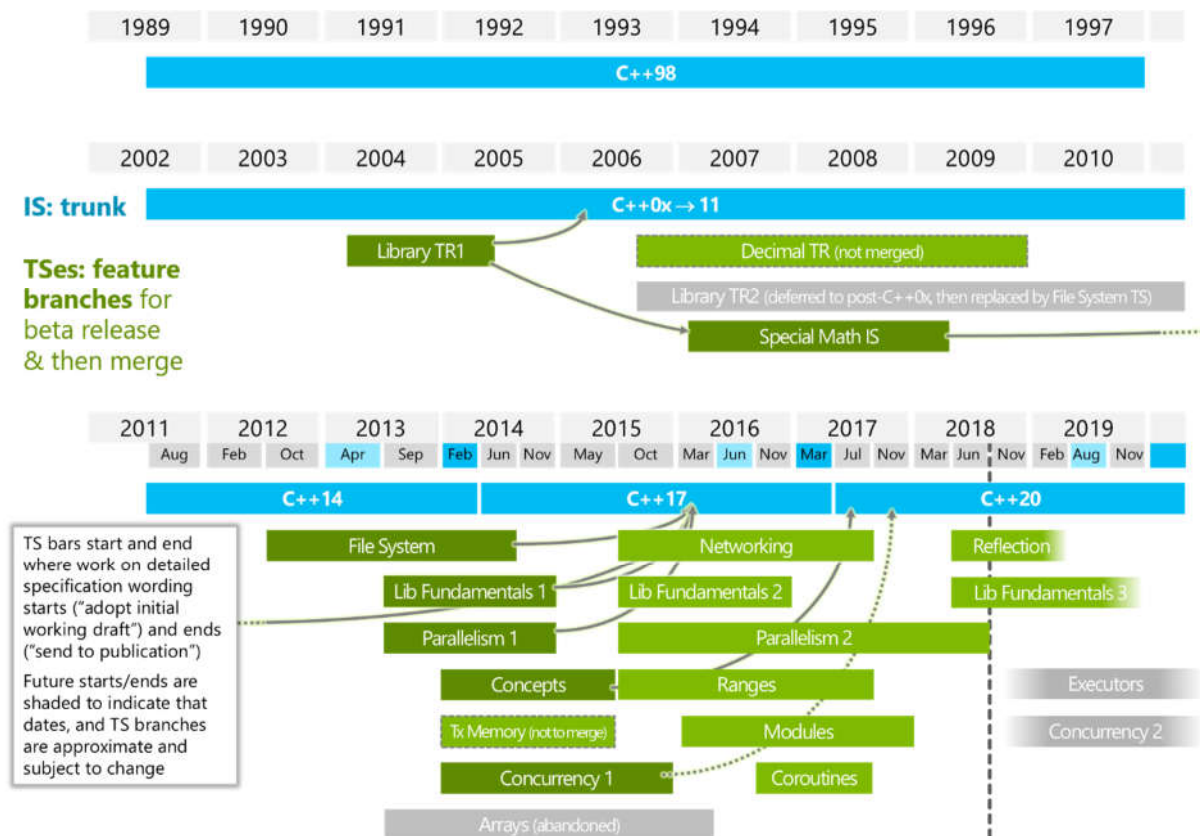 1989 1990 1991 1992 1993 1994 1995 1996 1997
C++98
2002 2003 2004 2005 2006 2007 2008 2009 2010
IS: trunk
C++0x → 11
Library TR1
Decimal TR (not merged)
TSes: feature
branches for
beta release
& then merge
Library TR2 (deferred to post-C++0x, then replaced by File System TS)
Special Math IS
2011 2012 2013 2014 2015 2016 2017 2018 2019
Aug Feb Oct Apr Sep Feb Jun Nov May Oct Mar Jun Nov Mar Jul Nov Mar Jun Nov Feb Aug Nov
C++14 C++17 C++20
TS bars start and end
where work on detailed
specification wording
starts ("adopt initial
working draft") and ends
("send to publication")
Future starts/ends are
shaded to indicate that
dates, and TS branches
are approximate and
subject to change
File System Networking Reflection
Lib Fundamentals 1 Lib Fundamentals 2 Lib Fundamentals 3
Parallelism 1 Parallelism 2
Concepts Ranges Executors
Tx Memory (not to merge) Modules Concurrency 2
Concurrency 1 Coroutines
Arrays (abandoned)